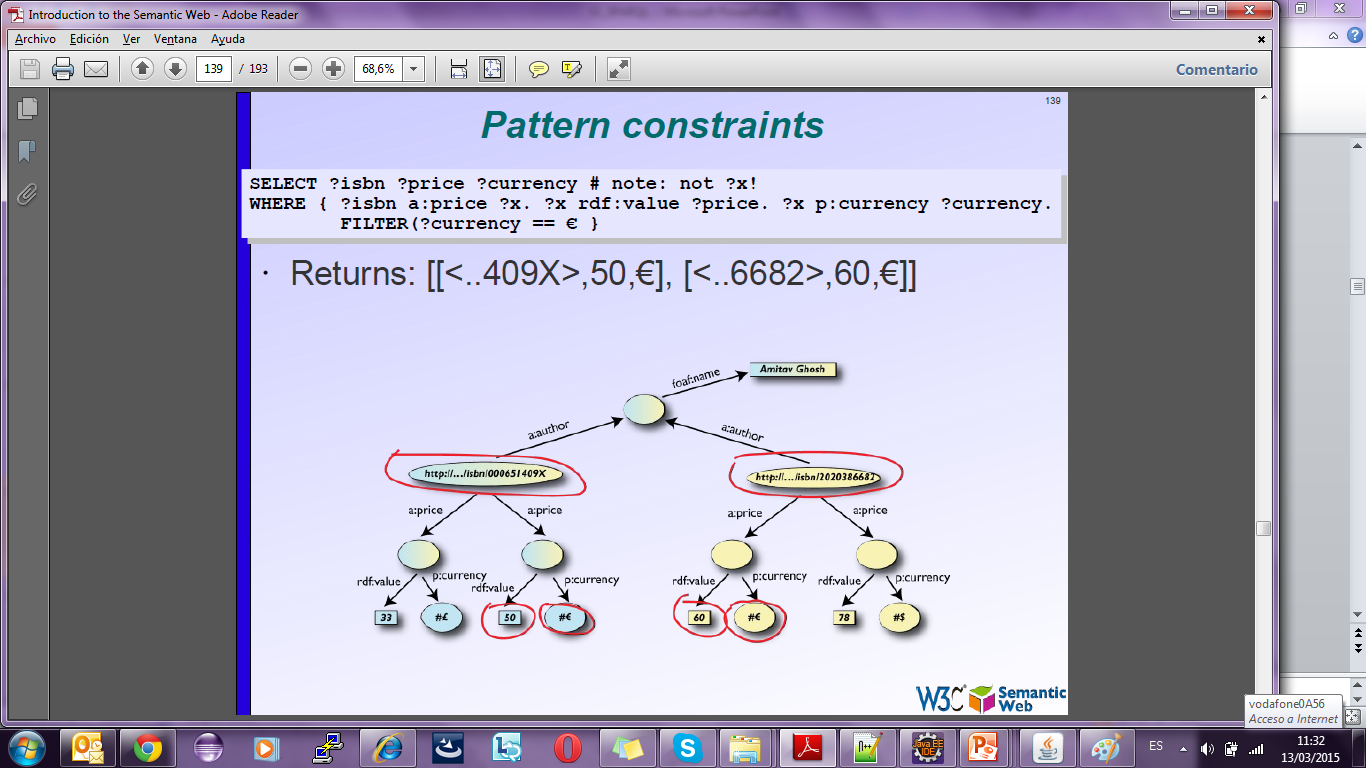 Introduction to the Semantic Web - Adobe Reader
Archivo Edición Ver Ventana Ayuda
139 / 193 68,6% Comentario
139
Pattern constraints
SELECT ?isbn ?price ?currency # note: not ?x!
WHERE { ?isbn a:price ?x. ?x rdf:value ?price. ?x p:currency ?currency.
FILTER(?currency == € }
· Returns: [[<..409X>,50,€], [<..6682>,60,€]]
foaf:name Amitav Ghosh
a:author a:author
http://.../isbn/000651409X http://.../isbn/2020386682
a:price a:price a:price a:price
rdf:value p:currency rdf:value p:currency rdf:value p:currency rdf:value p:currency
33 #£ 50 #€ 60 #€ 78 #$
W3C Semantic
Web
vodafone0A56
Acceso a Internet
ES 11:32
13/03/2015